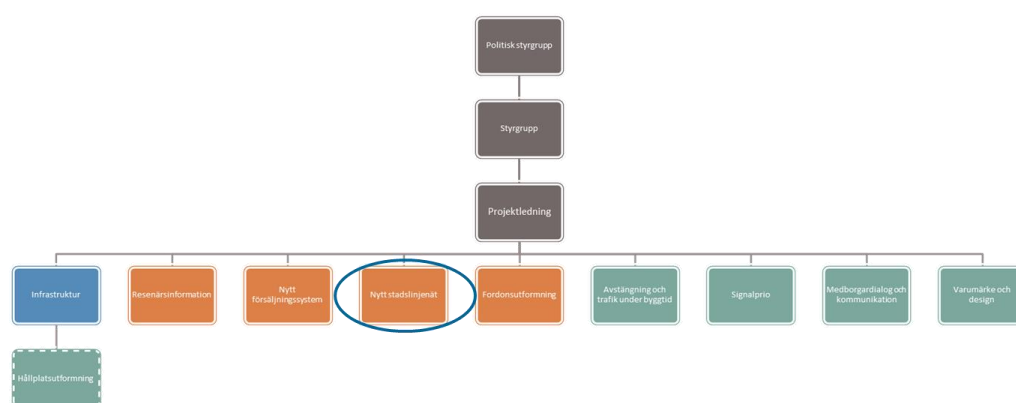 Politisk styrgrupp
Styrgrupp
Projektledning
Infrastruktur
Resenärsinformation
Nytt
försäljningssystem
Nytt stadslinjenät
Fordonsutformning
Avstängning och
trafik under byggtid
Signalprio
Medborgardialog och
kommunikation
Varumärke och
design
Hållplatsutformning